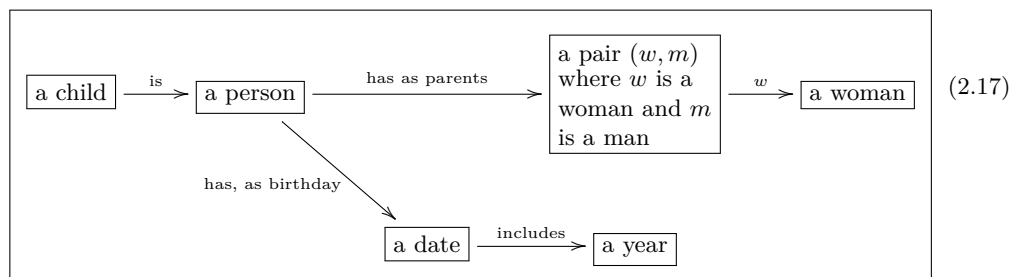 a child
is
a person
has as parents
a pair (w, m)
where w is a
woman and m
is a man
w
a woman
(2.17)
has, as birthday
a date
includes
a year